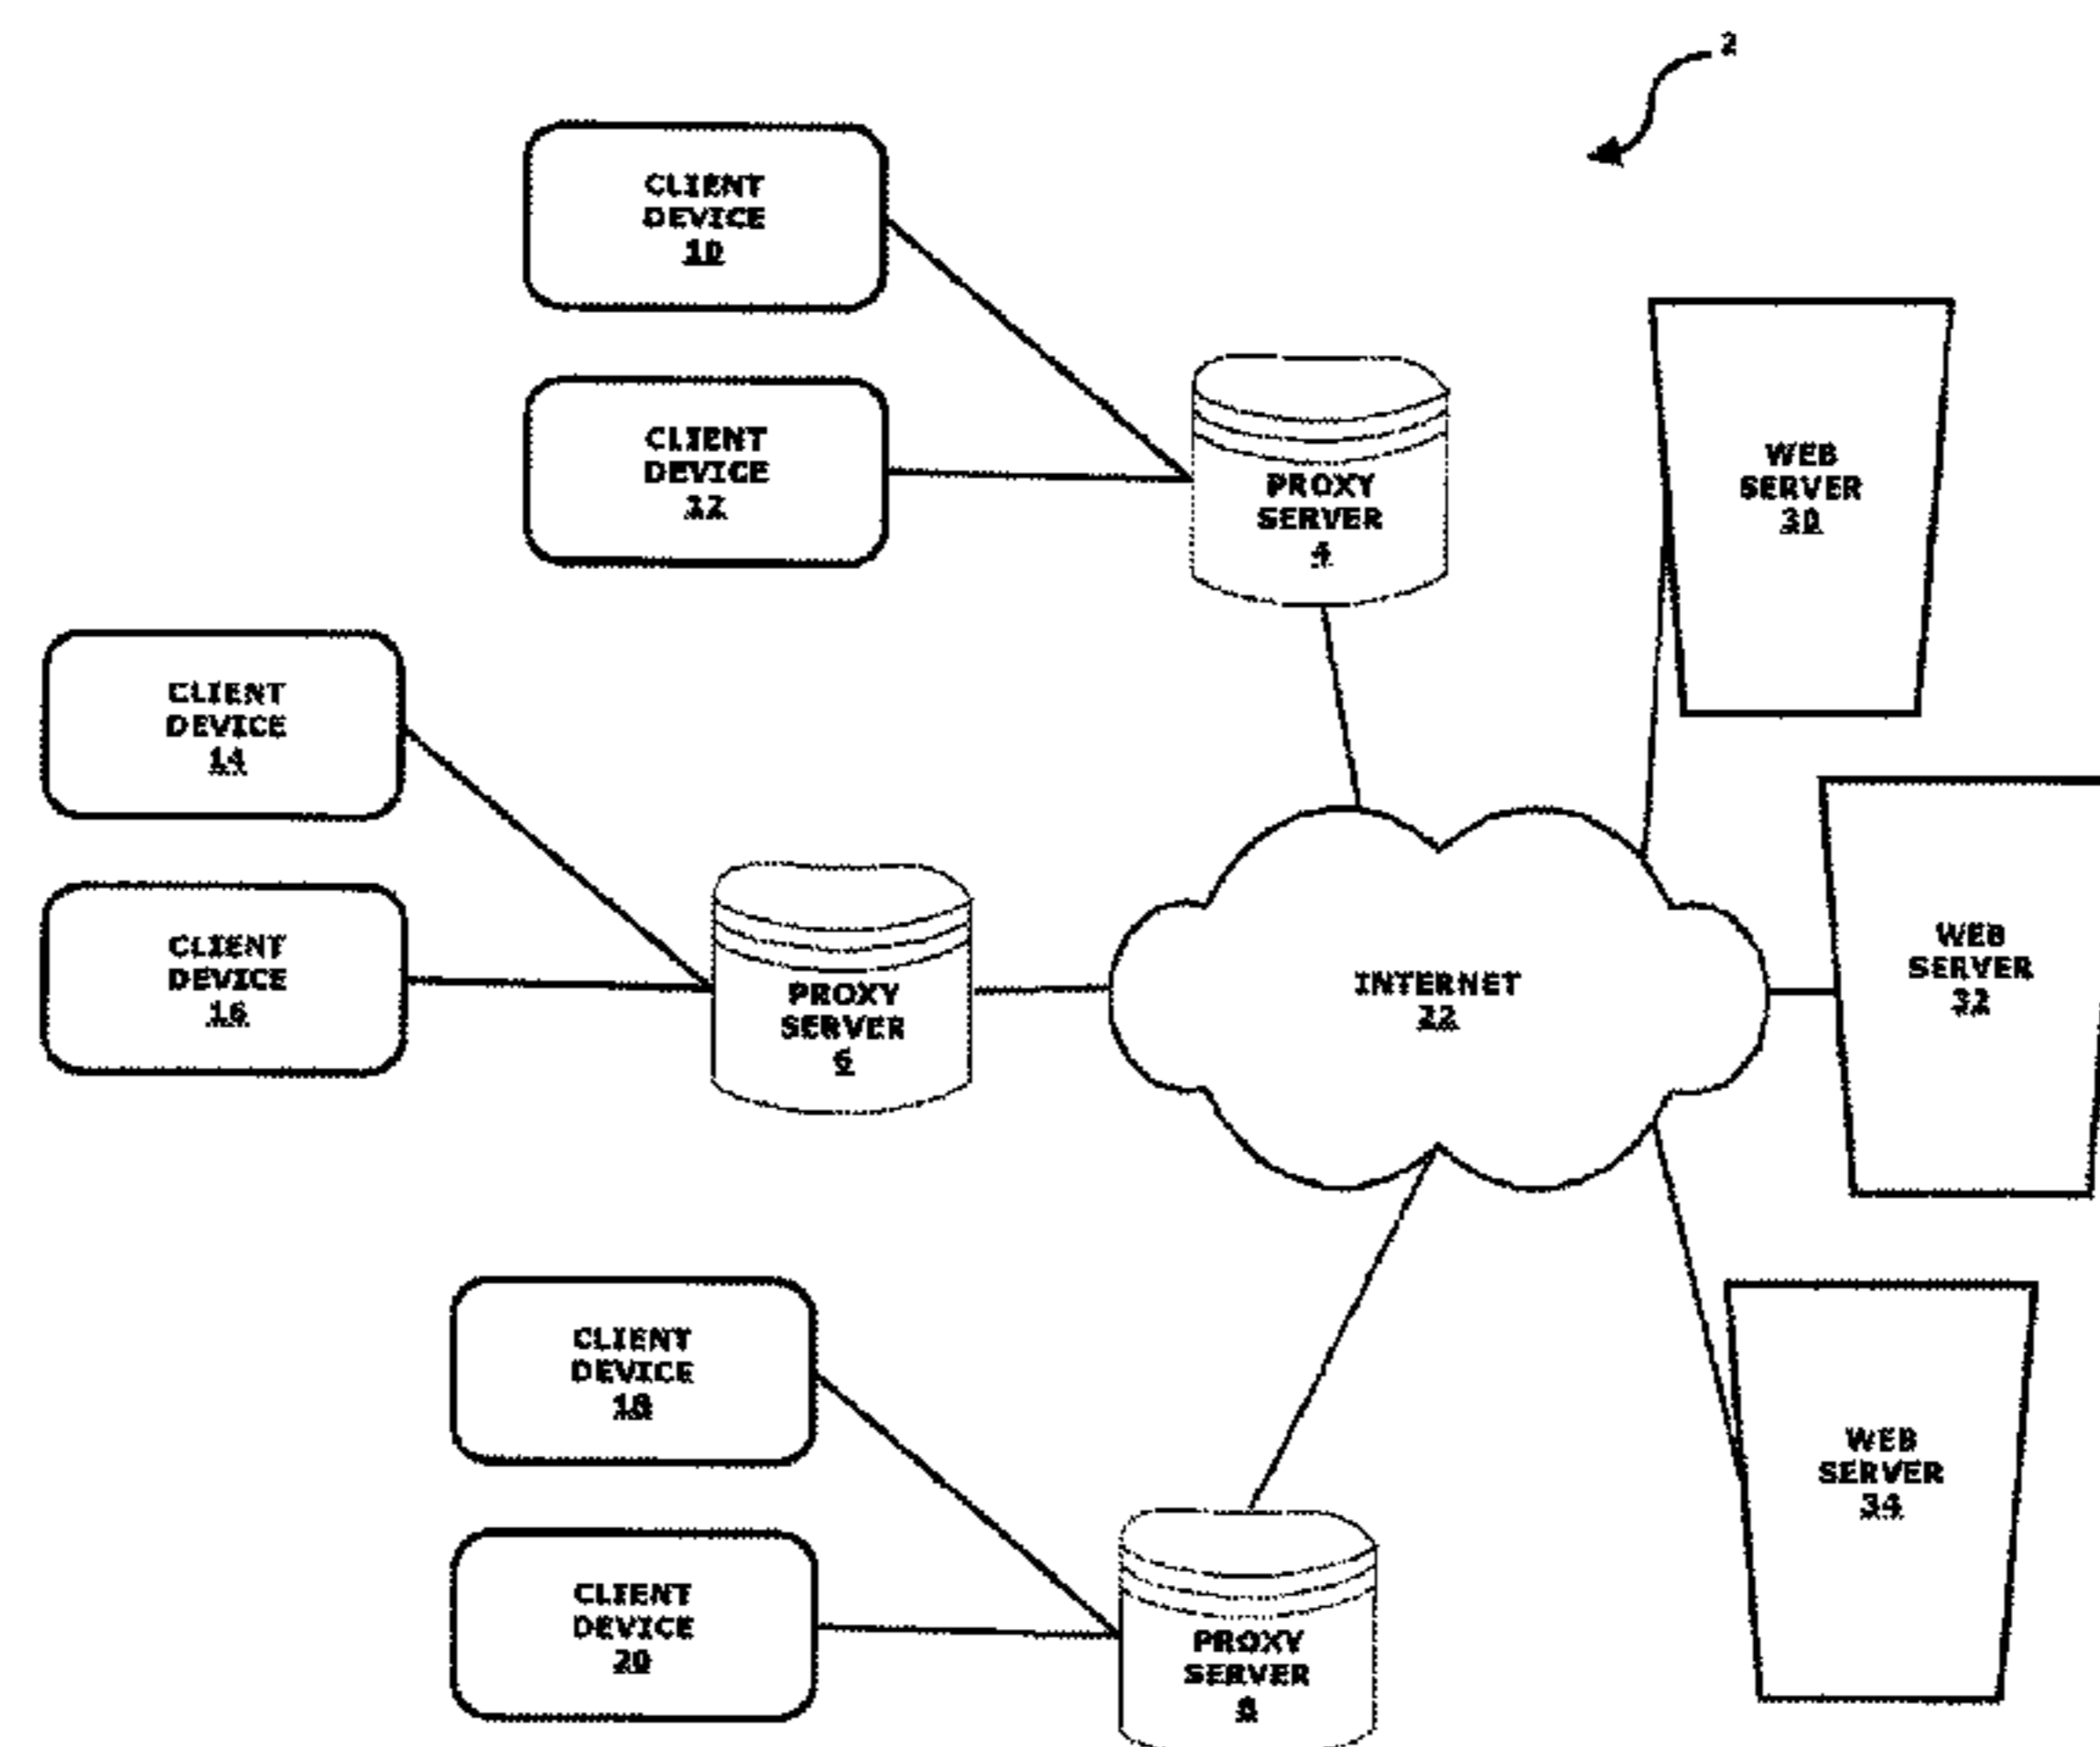 2
CLIENT
DEVICE
10
CLIENT
DEVICE
12
PROXY
SERVER
4
WEB
SERVER
30
CLIENT
DEVICE
14
CLIENT
DEVICE
16
PROXY
SERVER
6
INTERNET
22
WEB
SERVER
32
CLIENT
DEVICE
18
CLIENT
DEVICE
20
PROXY
SERVER
8
WEB
SERVER
34